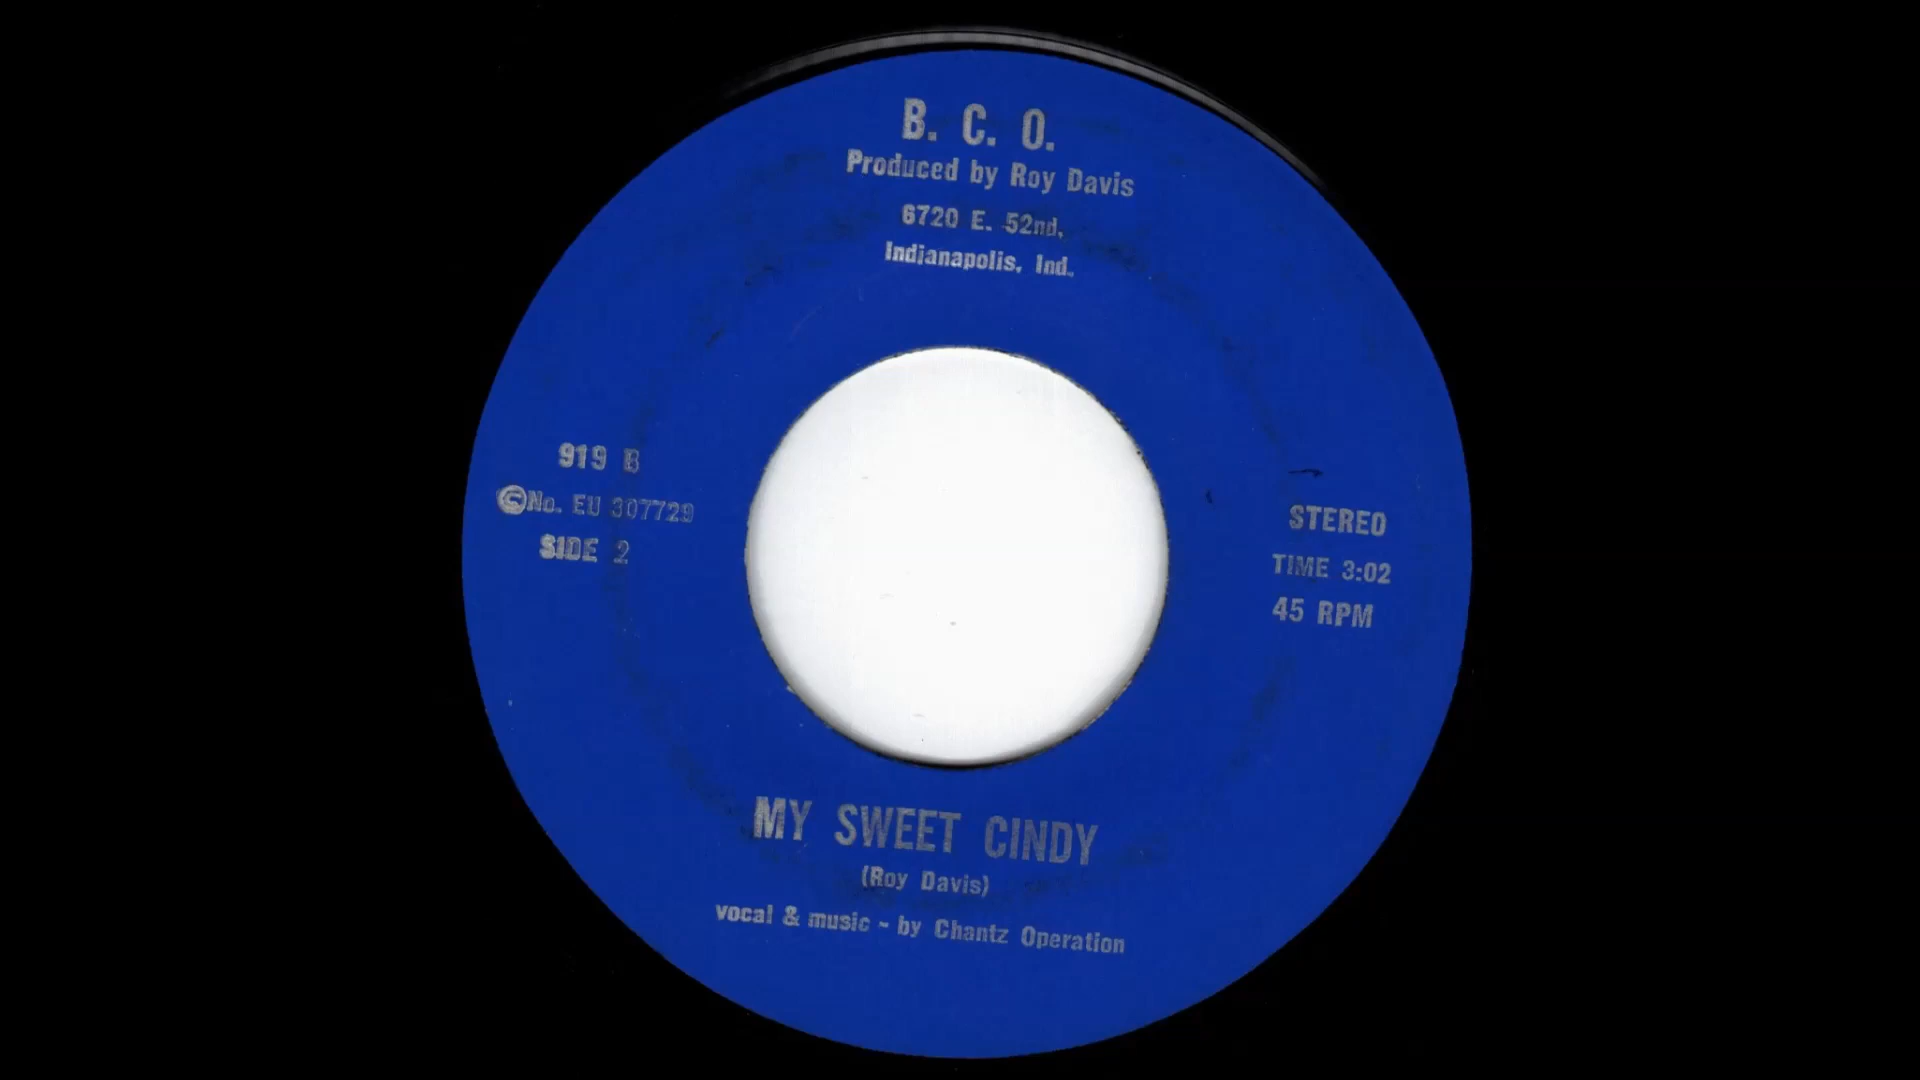 B. C. O.
Produced by Roy Davis
6720 E. 52nd,
Indianapolis, Ind.
919 B
©No. EU 307729
SIDE 2
STEREO
TIME 3:02
45 RPM
MY SWEET CINDY
(Roy Davis)
vocal & music - by Chantz Operation